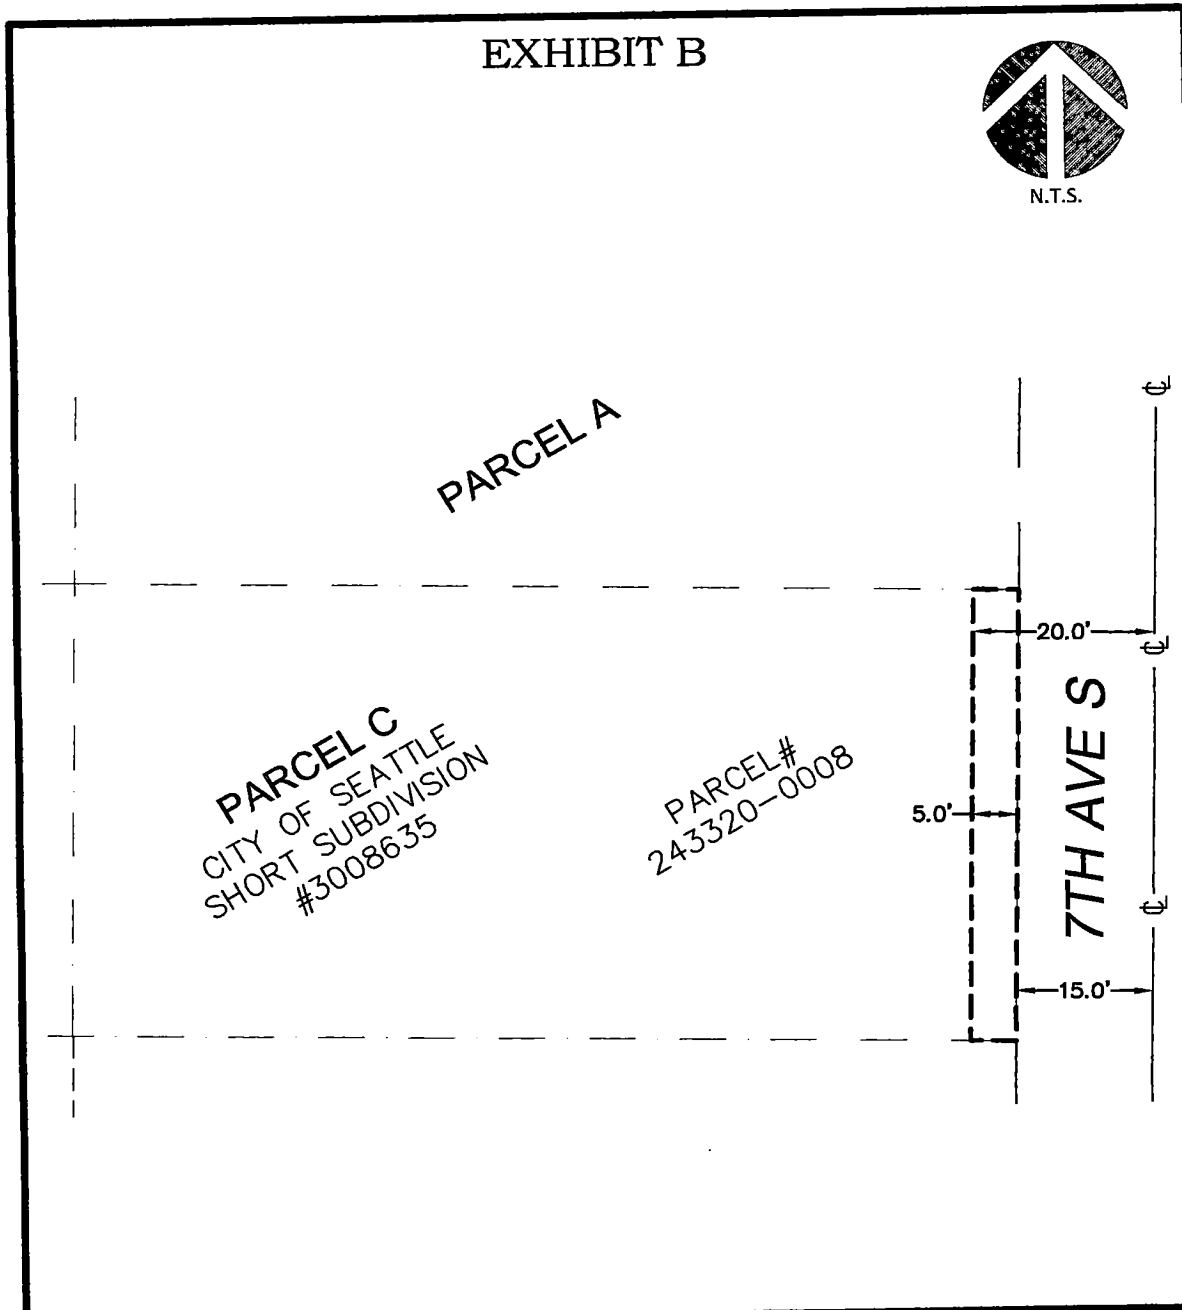 EXHIBIT B
N.T.S.
℄
PARCEL A
20.0'
℄
PARCEL C
CITY OF SEATTLE
SHORT SUBDIVISION
#3008635
PARCEL#
243320-0008
5.0'
7TH AVE S
℄
15.0'